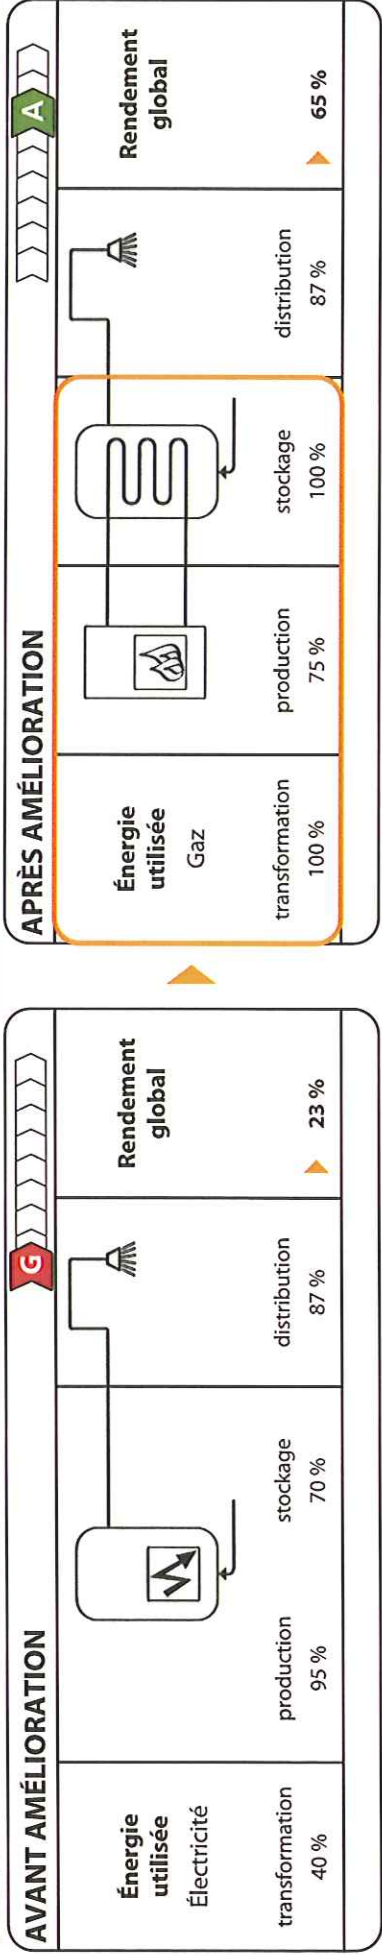 AVANT AMÉLIORATION
G
Énergie
utilisée
Électricité
transformation
40 %
production
95 %
stockage
70 %
distribution
87 %
Rendement
global
23 %
APRÈS AMÉLIORATION
A
Énergie
utilisée
Gaz
transformation
100 %
production
75 %
stockage
100 %
distribution
87 %
Rendement
global
65 %